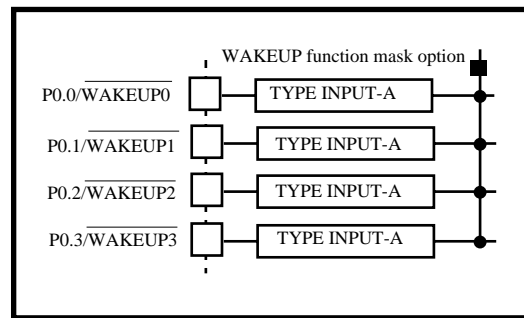 WAKEUP function mask option
P0.0/WAKEUP0 TYPE INPUT-A
P0.1/WAKEUP1 TYPE INPUT-A
P0.2/WAKEUP2 TYPE INPUT-A
P0.3/WAKEUP3 TYPE INPUT-A